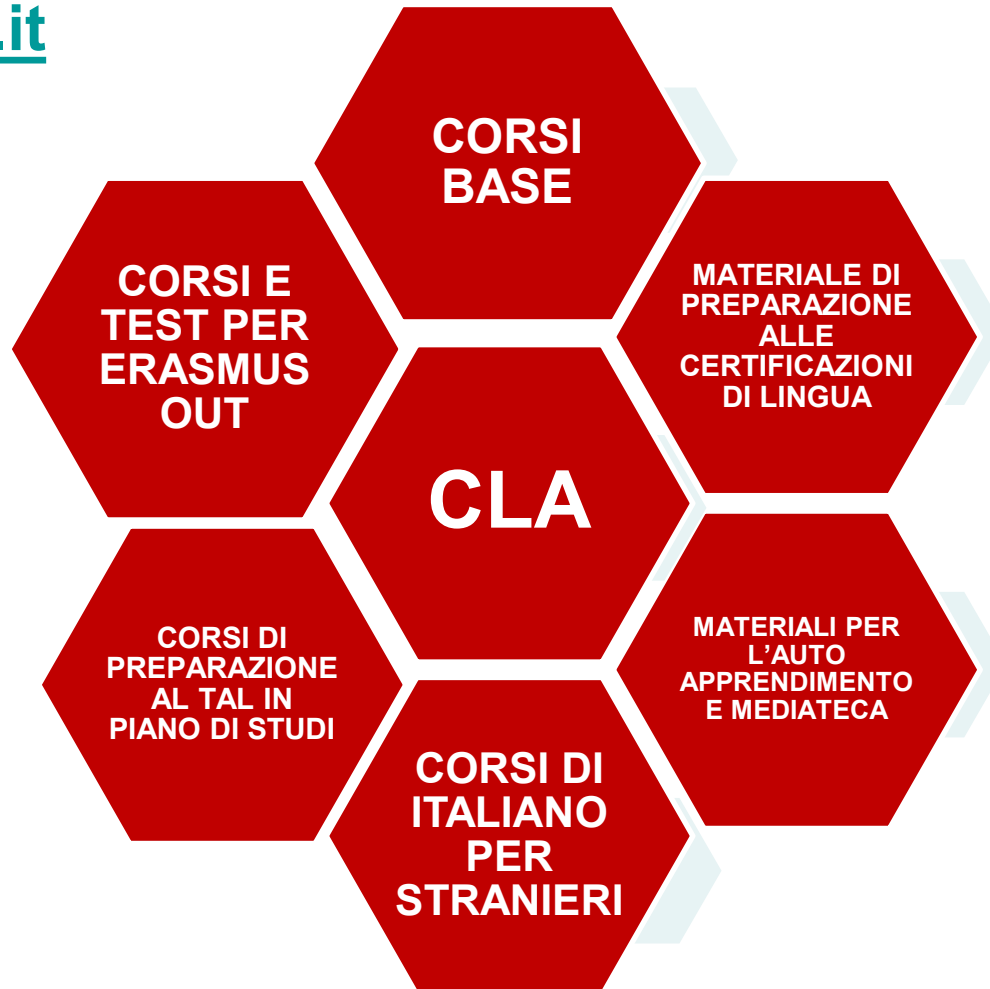 .it
CORSI
BASE
CORSI E
TEST PER
ERASMUS
OUT
MATERIALE DI
PREPARAZIONE
ALLE
CERTIFICAZIONI
DI LINGUA
CLA
CORSI DI
PREPARAZIONE
AL TAL IN
PIANO DI STUDI
MATERIALI PER
L’AUTO
APPRENDIMENTO
E MEDIATECA
CORSI DI
ITALIANO
PER
STRANIERI